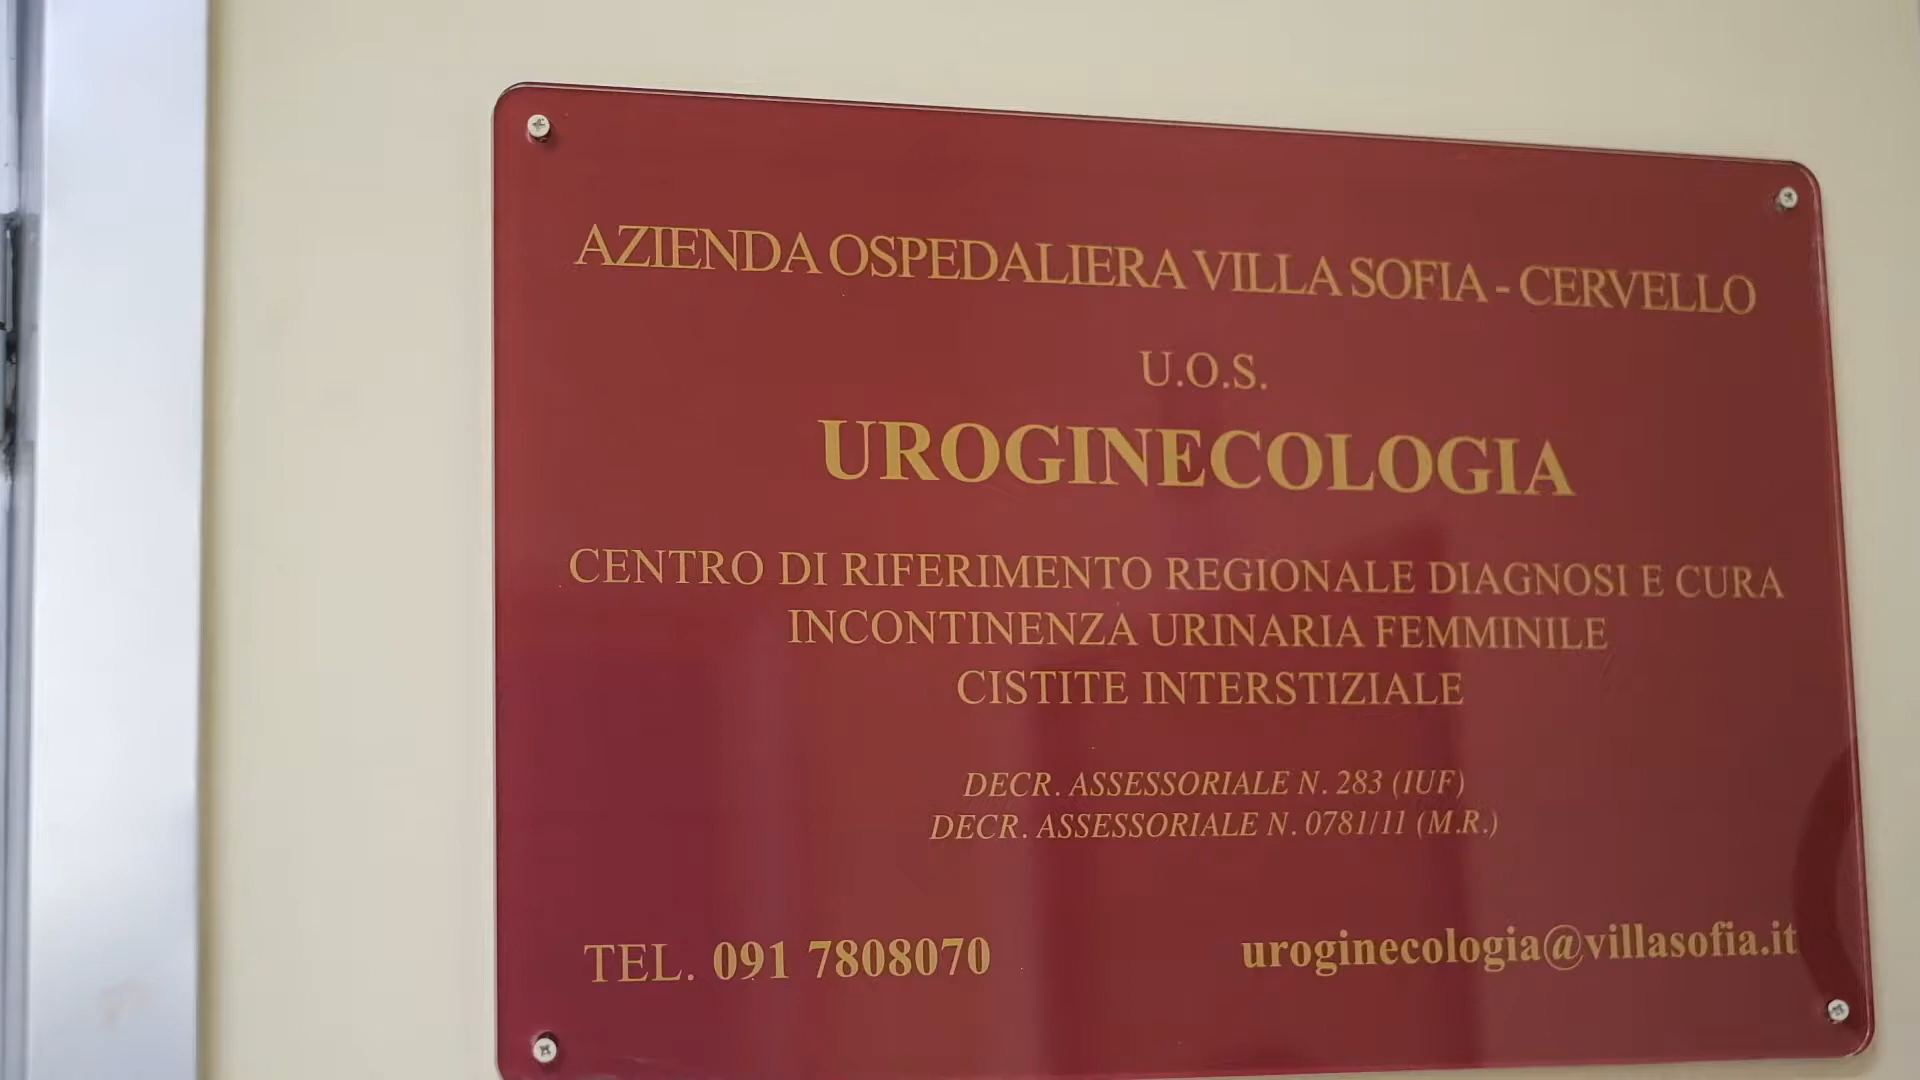 AZIENDA OSPEDALIERA VILLA SOFIA - CERVELLO
U.O.S.
UROGINECOLOGIA
CENTRO DI RIFERIMENTO REGIONALE DIAGNOSI E CURA
INCONTINENZA URINARIA FEMMINILE
CISTITE INTERSTIZIALE
DECR. ASSESSORIALE N. 283 (IUF)
DECR. ASSESSORIALE N. 0781/11 (M.R.)
TEL. 091 7808070
uroginecologia@villasofia.it